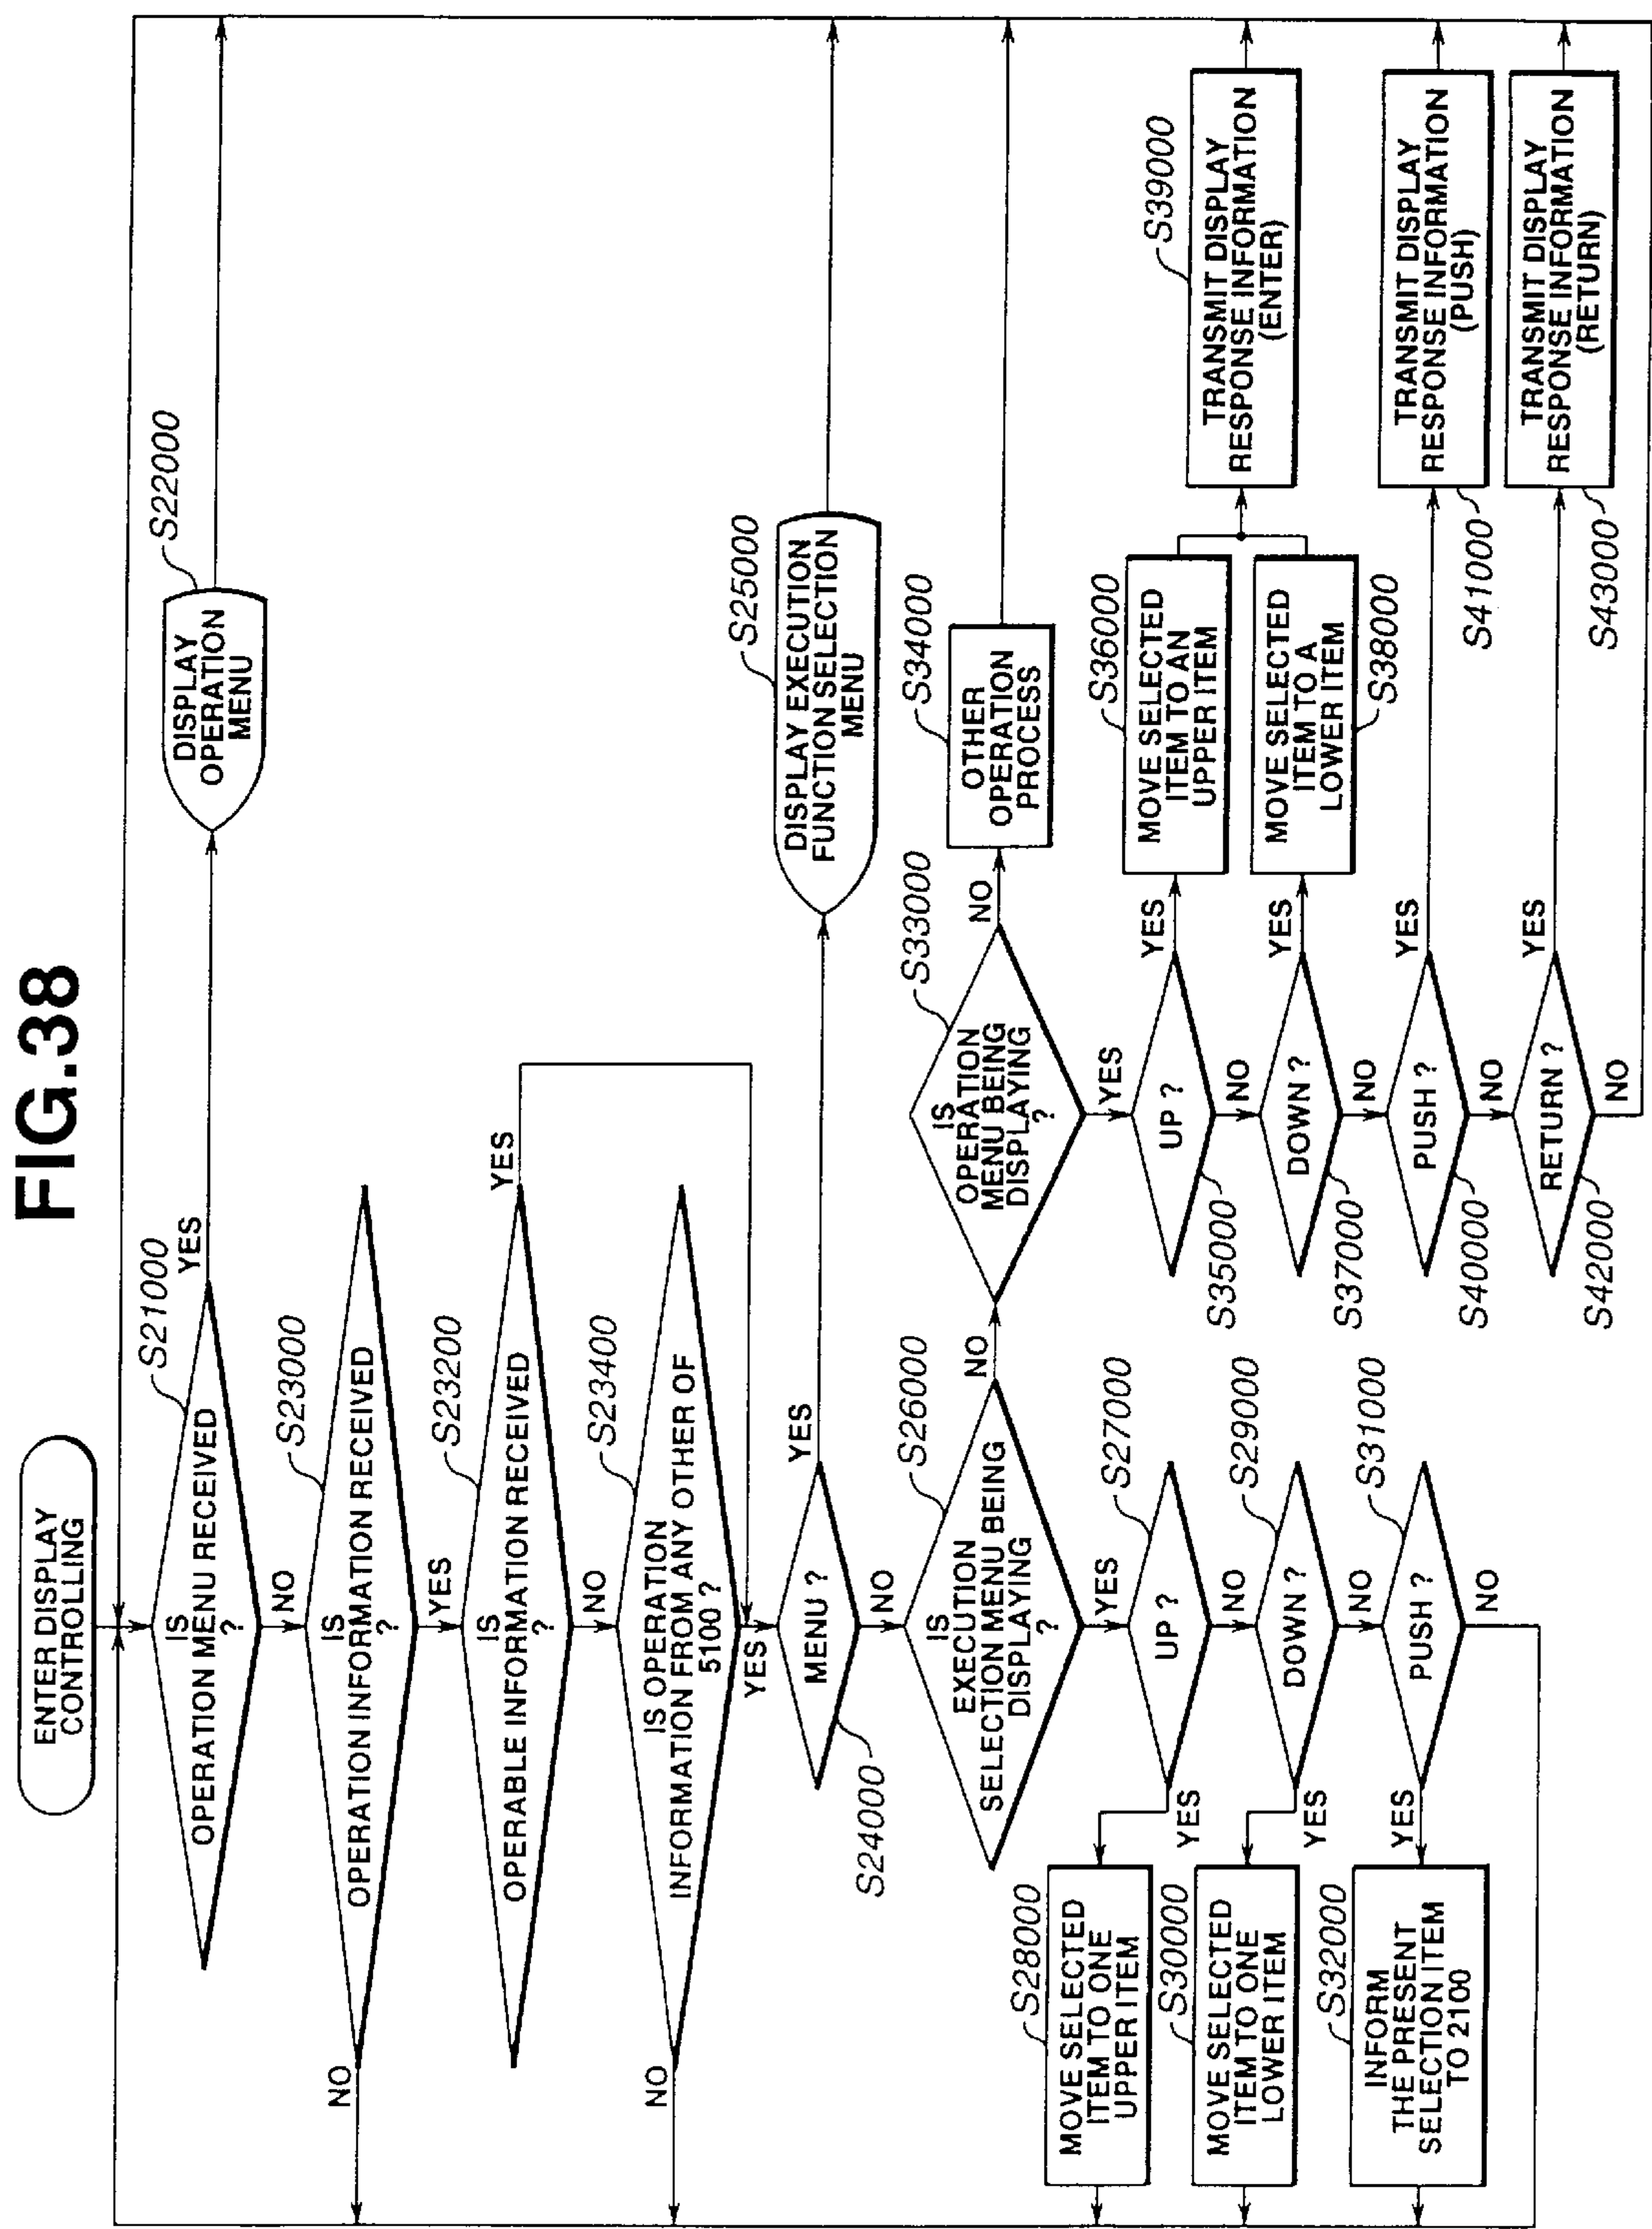 FIG.38
ENTER DISPLAY
CONTROLLING
S21000
IS
OPERATION MENU RECEIVED
?
YES
NO
S22000
DISPLAY
OPERATION
MENU
S23000
IS
OPERATION INFORMATION RECEIVED
?
NO
YES
S23200
IS
OPERABLE INFORMATION RECEIVED
?
YES
NO
S23400
IS OPERATION
INFORMATION FROM ANY OTHER OF
5100 ?
NO
YES
MENU ?
S24000
YES
NO
S25000
DISPLAY EXECUTION
FUNCTION SELECTION
MENU
S26000
IS
EXECUTION
SELECTION MENU BEING
DISPLAYING
?
NO
YES
S27000
UP ?
YES
NO
S28000
MOVE SELECTED
ITEM TO ONE
UPPER ITEM
S29000
DOWN ?
YES
NO
S30000
MOVE SELECTED
ITEM TO ONE
LOWER ITEM
S31000
PUSH ?
YES
NO
S32000
INFORM
THE PRESENT
SELECTION ITEM
TO 2100
S33000
IS
OPERATION
MENU BEING
DISPLAYING
?
NO
YES
S34000
OTHER
OPERATION
PROCESS
UP ?
S35000
YES
NO
S36000
MOVE SELECTED
ITEM TO AN
UPPER ITEM
DOWN ?
S37000
YES
NO
MOVE SELECTED
ITEM TO A
LOWER ITEM
S38000
S39000
TRANSMIT DISPLAY
RESPONSE INFORMATION
(ENTER)
PUSH ?
S40000
YES
NO
TRANSMIT DISPLAY
RESPONSE INFORMATION
(PUSH)
S41000
RETURN ?
S42000
YES
NO
TRANSMIT DISPLAY
RESPONSE INFORMATION
(RETURN)
S43000